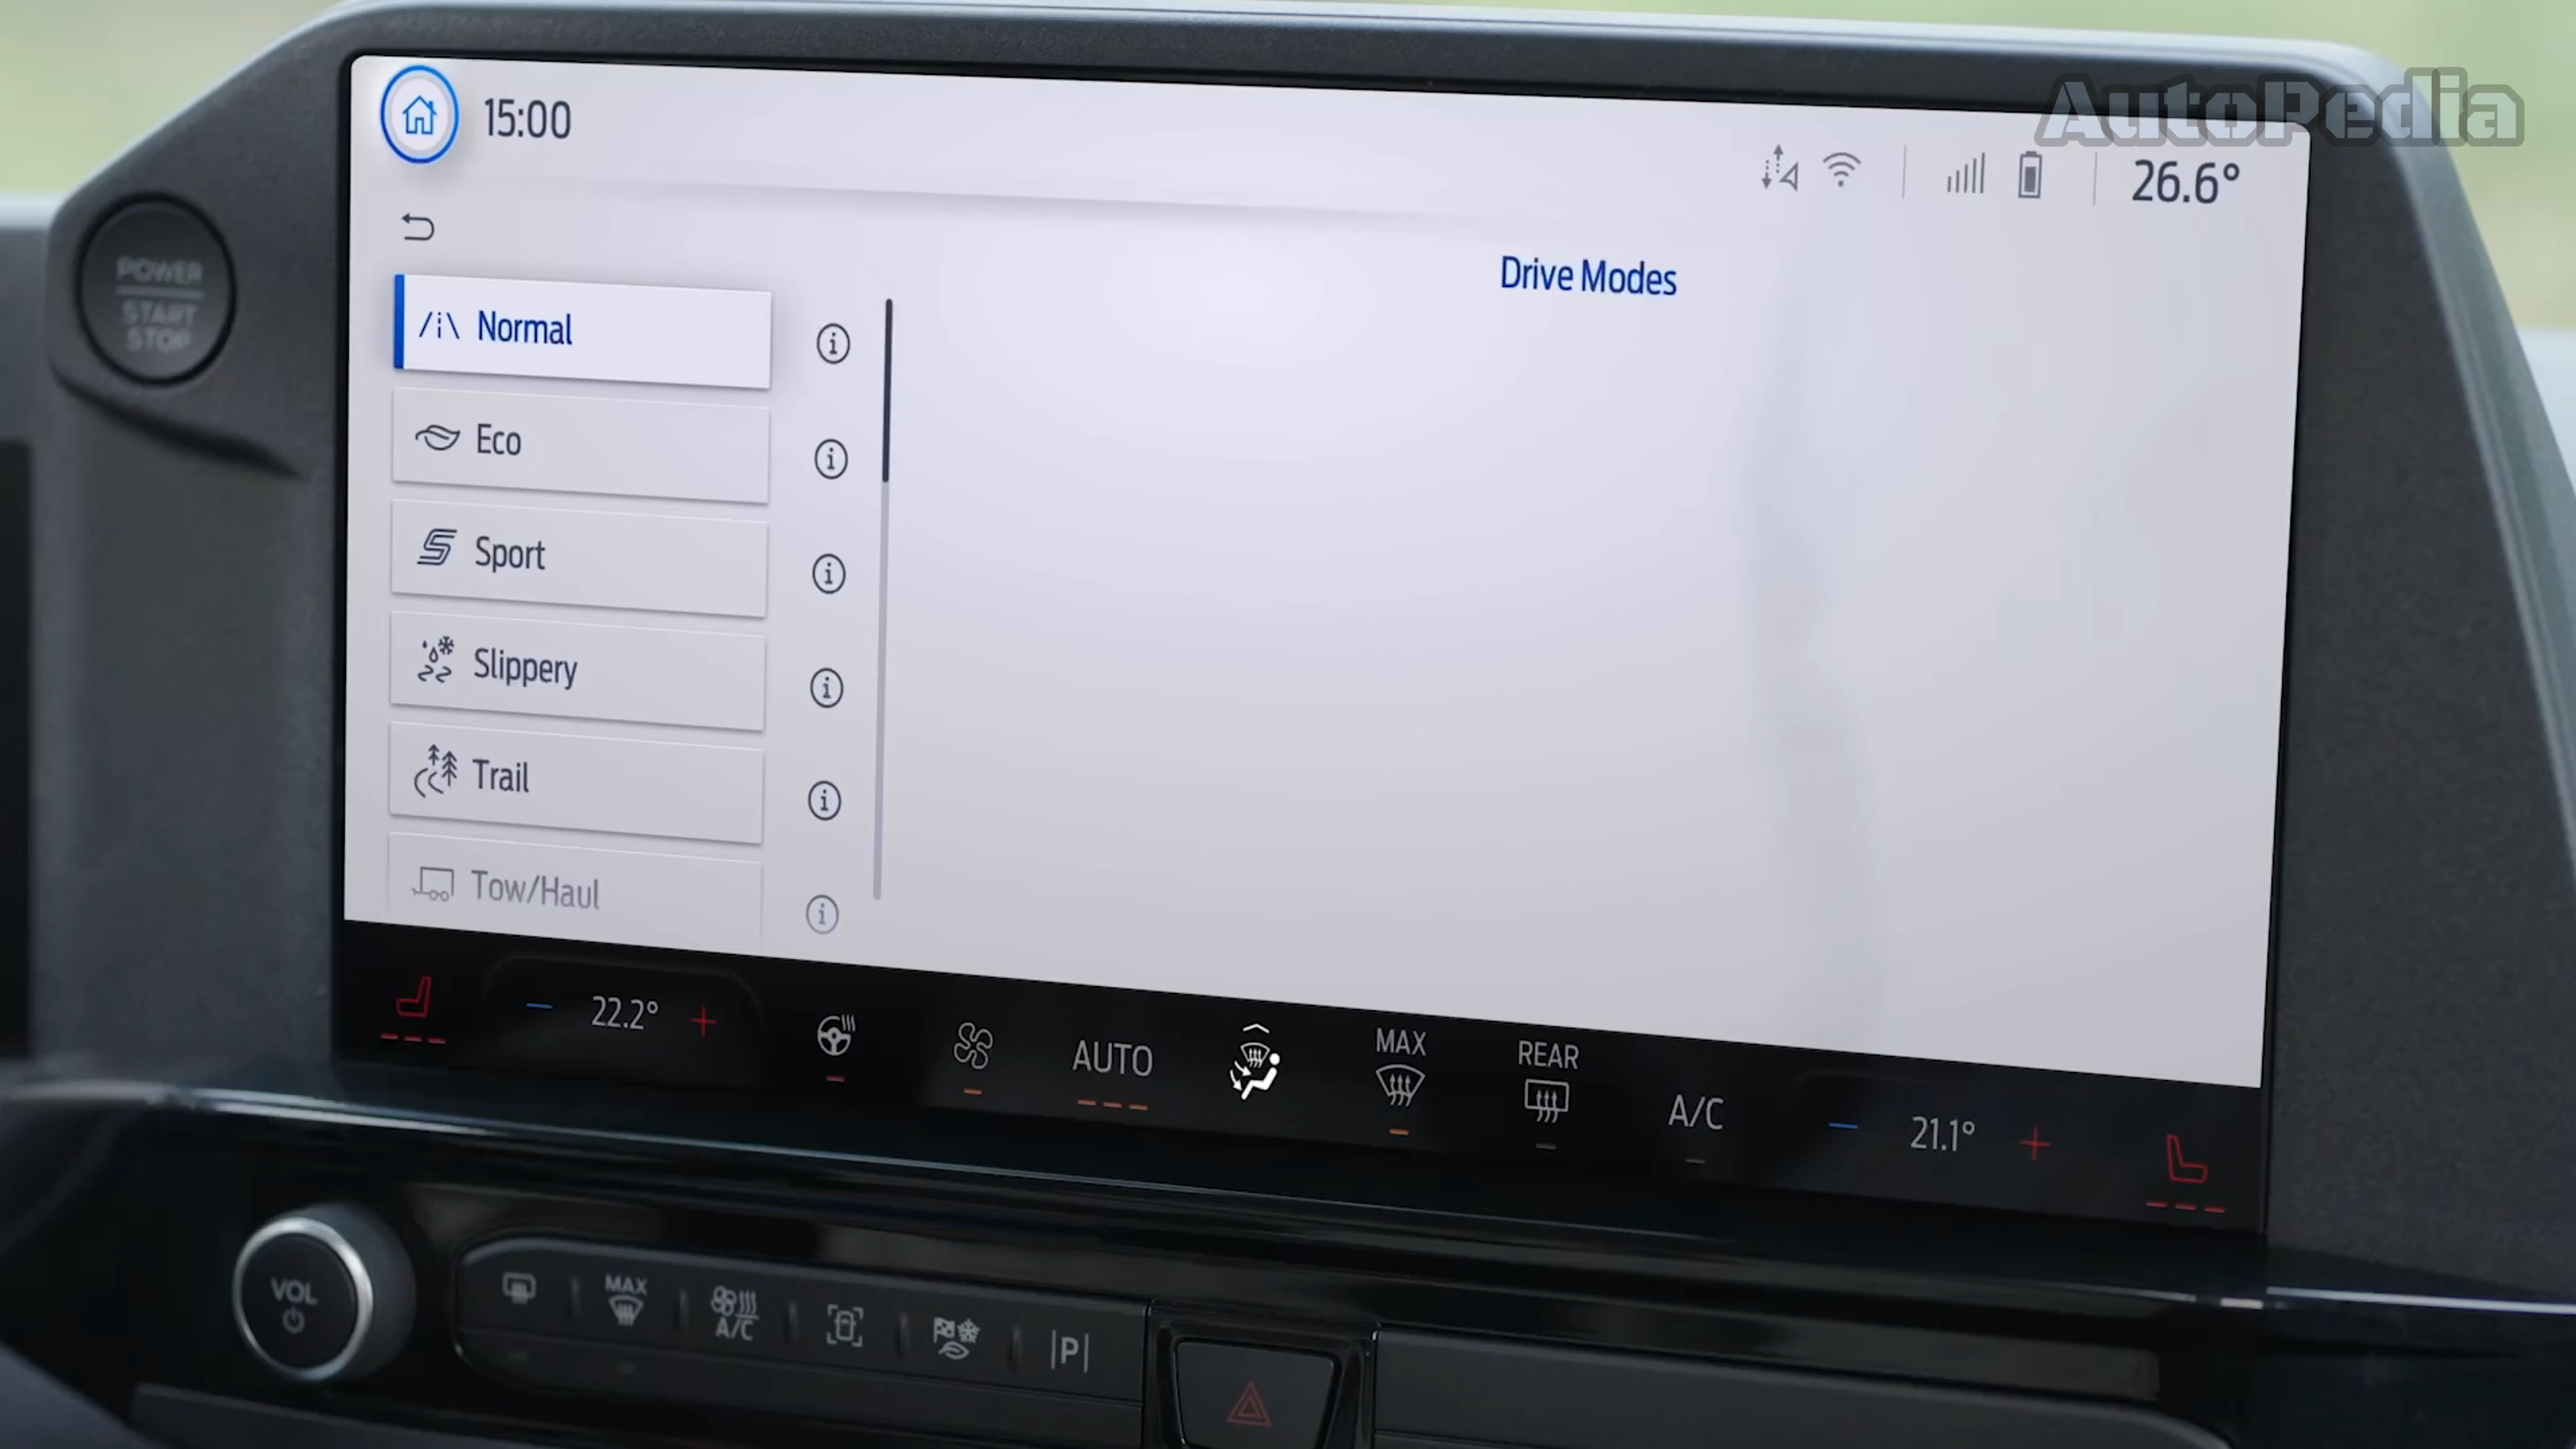 AutoPedia
15:00
26.6°
POWER
START
STOP
Drive Modes
Normal
Eco
Sport
Slippery
Trail
Tow/Haul
22.2°
AUTO
MAX
REAR
A/C
21.1°
VOL
MAX
A/C
P